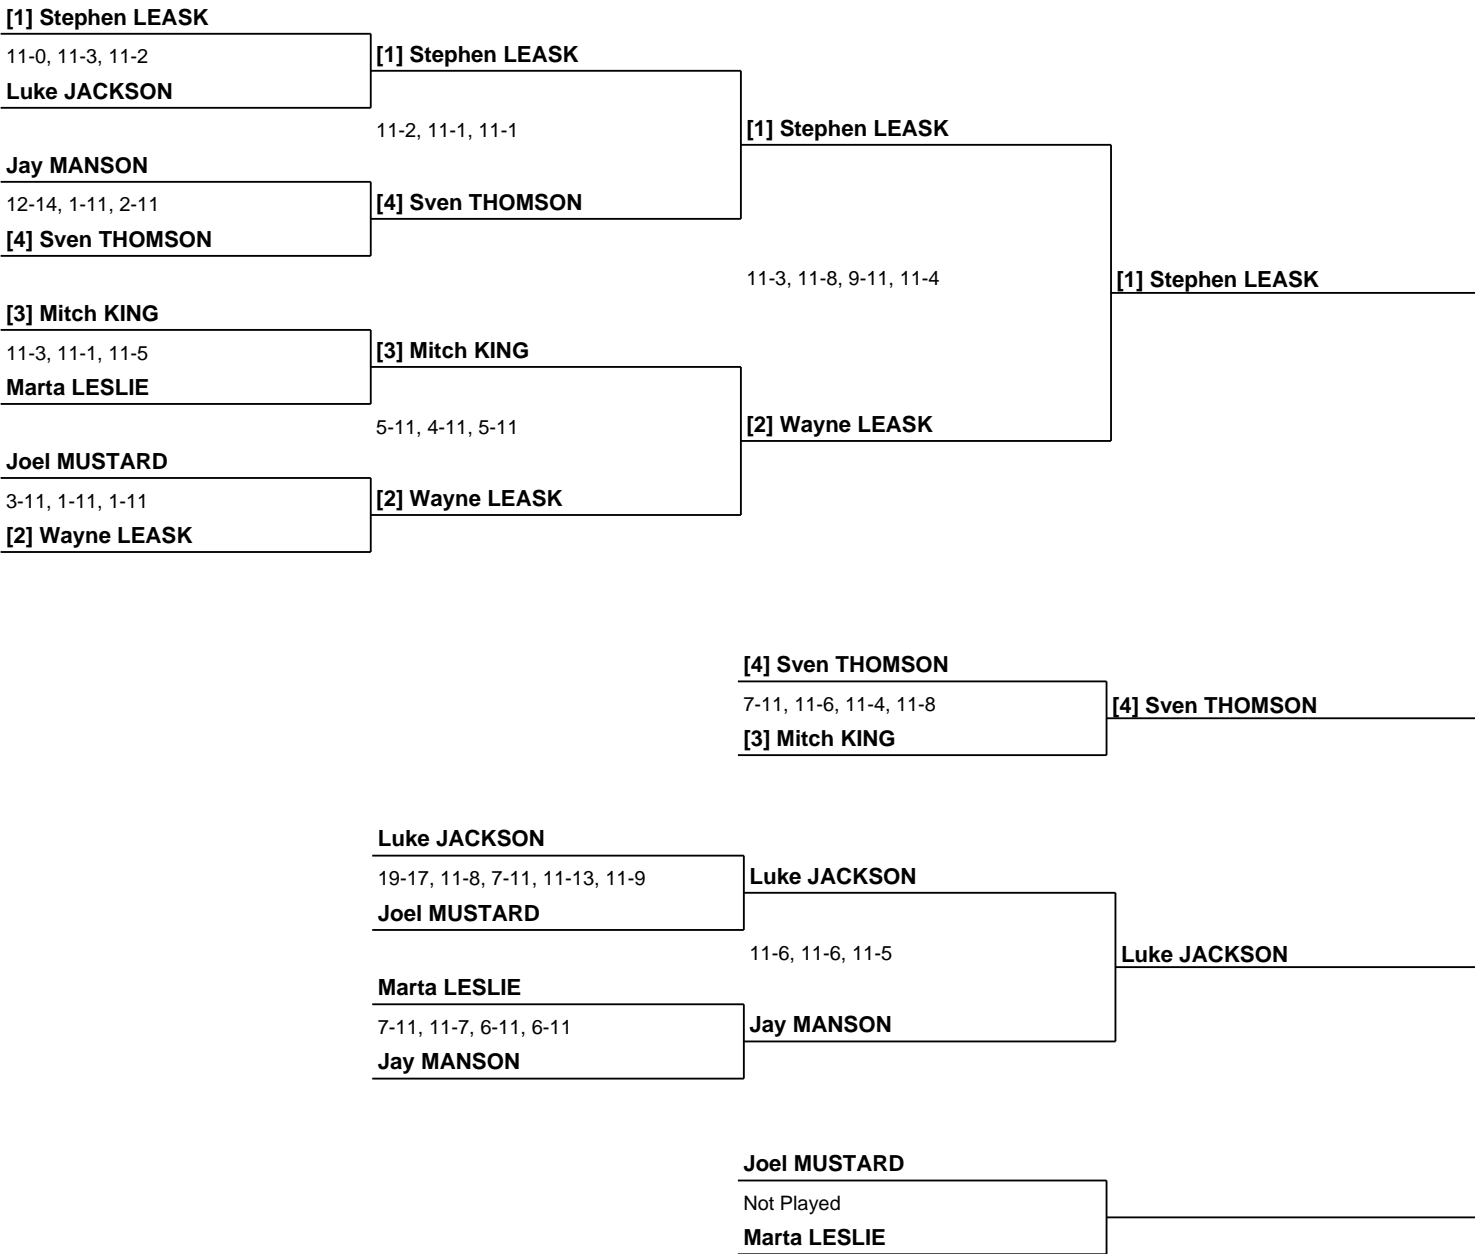 [1] Stephen LEASK
11-0, 11-3, 11-2
Luke JACKSON
[1] Stephen LEASK
11-2, 11-1, 11-1
Jay MANSON
12-14, 1-11, 2-11
[4] Sven THOMSON
[4] Sven THOMSON
[1] Stephen LEASK
11-3, 11-8, 9-11, 11-4
[1] Stephen LEASK
[3] Mitch KING
11-3, 11-1, 11-5
Marta LESLIE
[3] Mitch KING
5-11, 4-11, 5-11
[2] Wayne LEASK
Joel MUSTARD
3-11, 1-11, 1-11
[2] Wayne LEASK
[2] Wayne LEASK
[4] Sven THOMSON
7-11, 11-6, 11-4, 11-8
[3] Mitch KING
[4] Sven THOMSON
Luke JACKSON
19-17, 11-8, 7-11, 11-13, 11-9
Joel MUSTARD
Luke JACKSON
11-6, 11-6, 11-5
Luke JACKSON
Marta LESLIE
7-11, 11-7, 6-11, 6-11
Jay MANSON
Jay MANSON
Joel MUSTARD
Not Played
Marta LESLIE